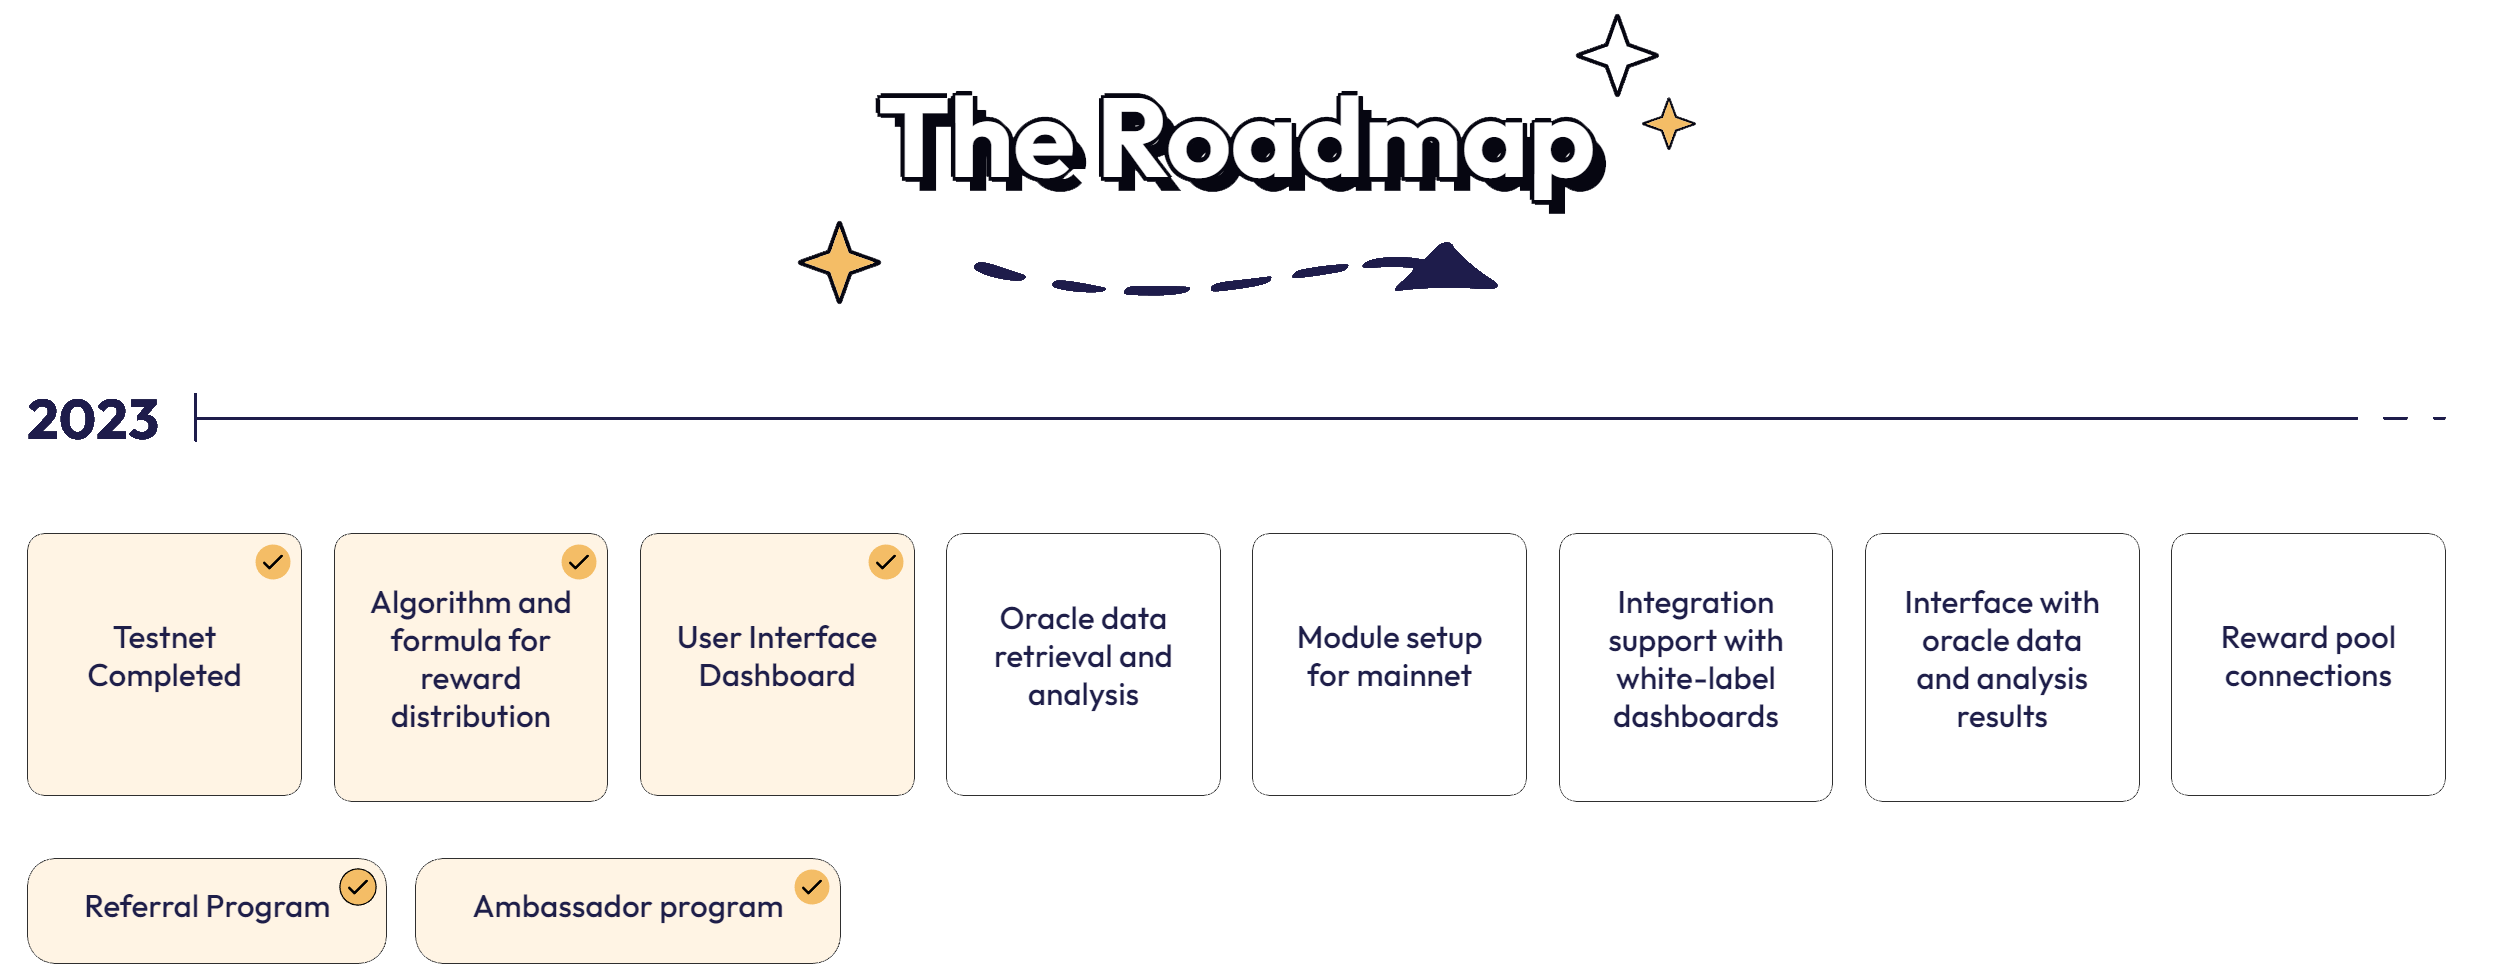 The Roadmap
2023
Testnet
Completed
Algorithm and
formula for
reward
distribution
User Interface
Dashboard
Oracle data
retrieval and
analysis
Module setup
for mainnet
Integration
support with
white-label
dashboards
Interface with
oracle data
and analysis
results
Reward pool
connections
Referral Program
Ambassador program